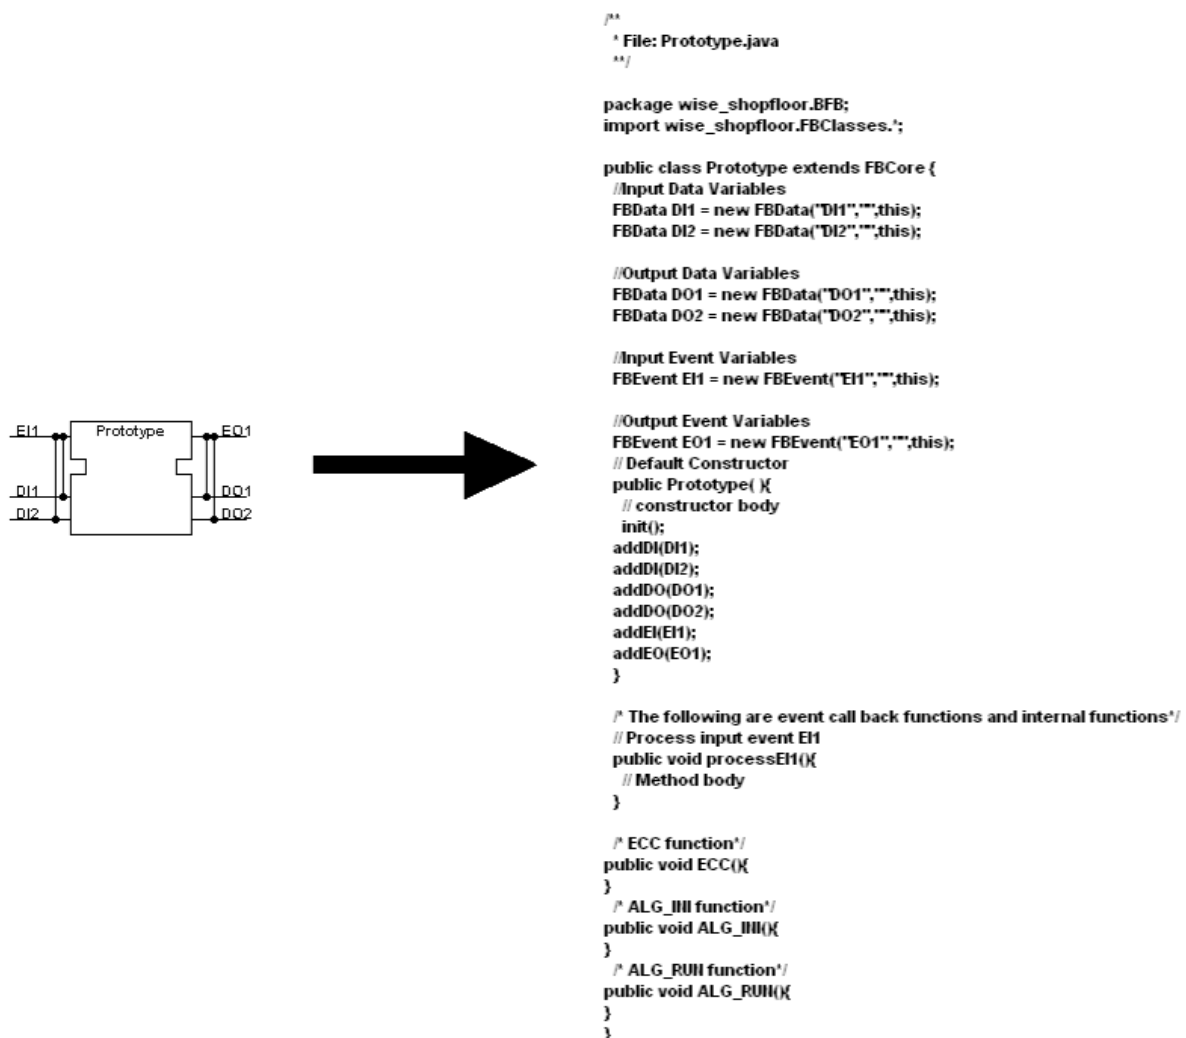 EI1
Prototype
EO1
DI1
DO1
DI2
DO2
/**
* File: Prototype.java
**/
package wise_shopfloor.BFB;
import wise_shopfloor.FBClasses.*;
public class Prototype extends FBCore {
//Input Data Variables
FBData DI1 = new FBData("DI1","",this);
FBData DI2 = new FBData("DI2","",this);
//Output Data Variables
FBData DO1 = new FBData("DO1","",this);
FBData DO2 = new FBData("DO2","",this);
//Input Event Variables
FBEvent EI1 = new FBEvent("EI1","",this);
//Output Event Variables
FBEvent EO1 = new FBEvent("EO1","",this);
// Default Constructor
public Prototype( ){
// constructor body
init();
addDI(DI1);
addDI(DI2);
addDO(DO1);
addDO(DO2);
addEI(EI1);
addEO(EO1);
}
/* The following are event call back functions and internal functions*/
// Process input event EI1
public void processEI1(){
// Method body
}
/* ECC function*/
public void ECC(){
}
/* ALG_INI function*/
public void ALG_INI(){
}
/* ALG_RUN function*/
public void ALG_RUN(){
}
}